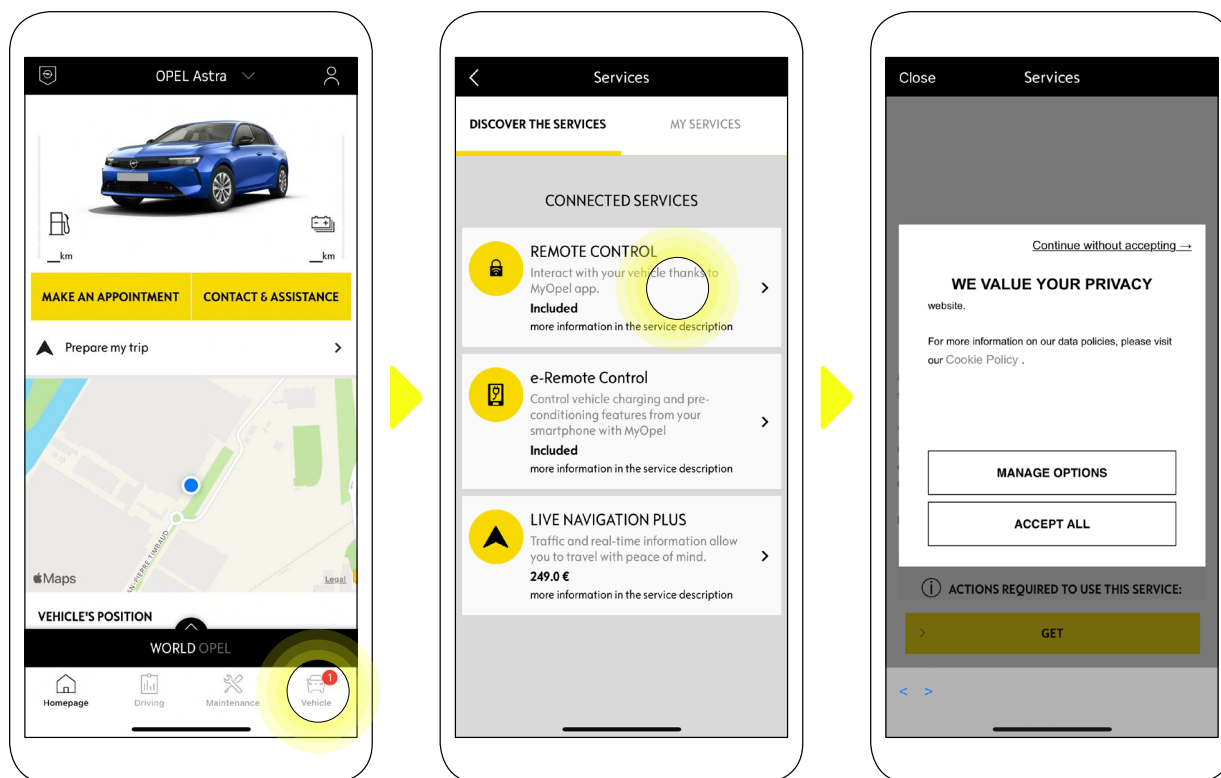 OPEL Astra
km
km
MAKE AN APPOINTMENT
CONTACT & ASSISTANCE
Prepare my trip
AN-PIERRE TIMBAUD
Maps
Legal
VEHICLE'S POSITION
WORLD OPEL
1
Homepage
Driving
Maintenance
Vehicle
Services
DISCOVER THE SERVICES
MY SERVICES
CONNECTED SERVICES
REMOTE CONTROL
Interact with your vehicle thanks to
MyOpel app.
Included
more information in the service description
e-Remote Control
Control vehicle charging and pre-
conditioning features from your
smartphone with MyOpel
Included
more information in the service description
LIVE NAVIGATION PLUS
Traffic and real-time information allow
you to travel with peace of mind.
249.0 €
more information in the service description
Close
Services
Continue without accepting →
WE VALUE YOUR PRIVACY
website.
For more information on our data policies, please visit
our Cookie Policy .
MANAGE OPTIONS
ACCEPT ALL
ACTIONS REQUIRED TO USE THIS SERVICE:
GET
< >